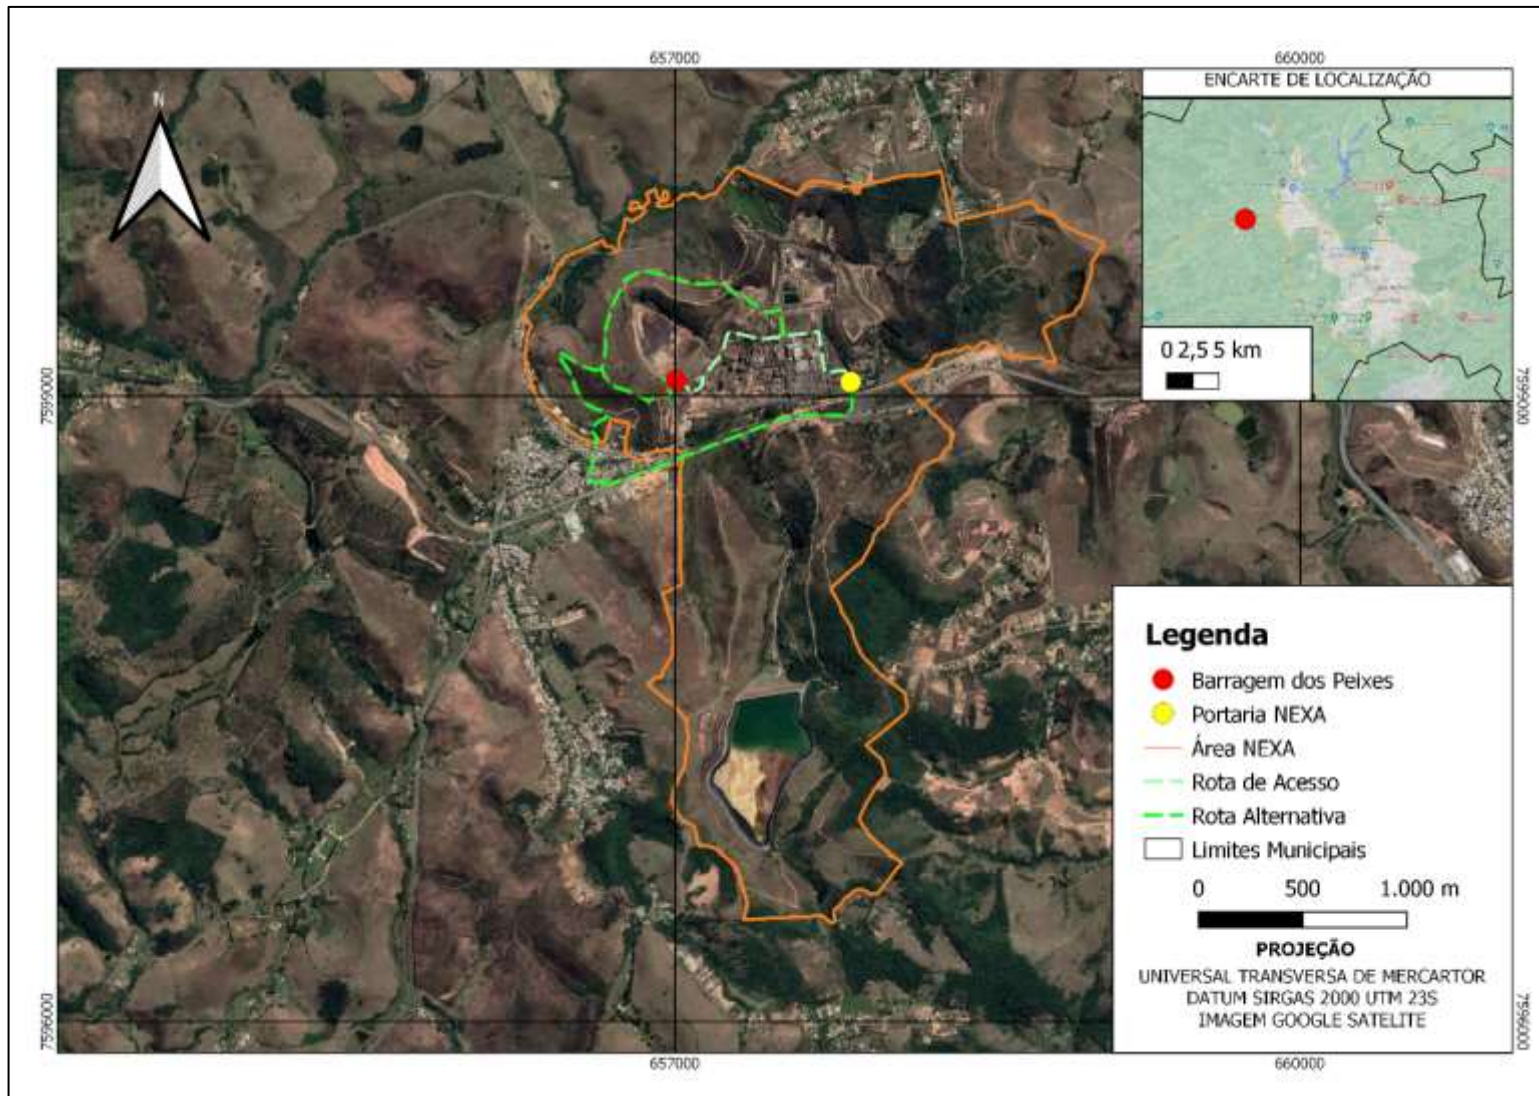 657000
660000
ENCARTE DE LOCALIZAÇÃO
N
0 2,5 5 km
7599000
7599000
Legenda
Barragem dos Peixes
Portaria NEXA
Área NEXA
Rota de Acesso
Rota Alternativa
Limites Municipais
0 500 1.000 m
PROJEÇÃO
UNIVERSAL TRANSVERSA DE MERCARTOR
DATUM SIRGAS 2000 UTM 23S
IMAGEM GOOGLE SATELITE
7596000
7596000
657000
660000